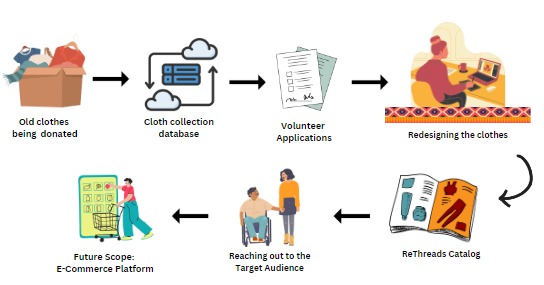 Old clothes
being donated
Cloth collection
database
Volunteer
Applications
Redesigning the clothes
ReThreads Catalog
Reaching out to the
Target Audience
Future Scope:
E-Commerce Platform